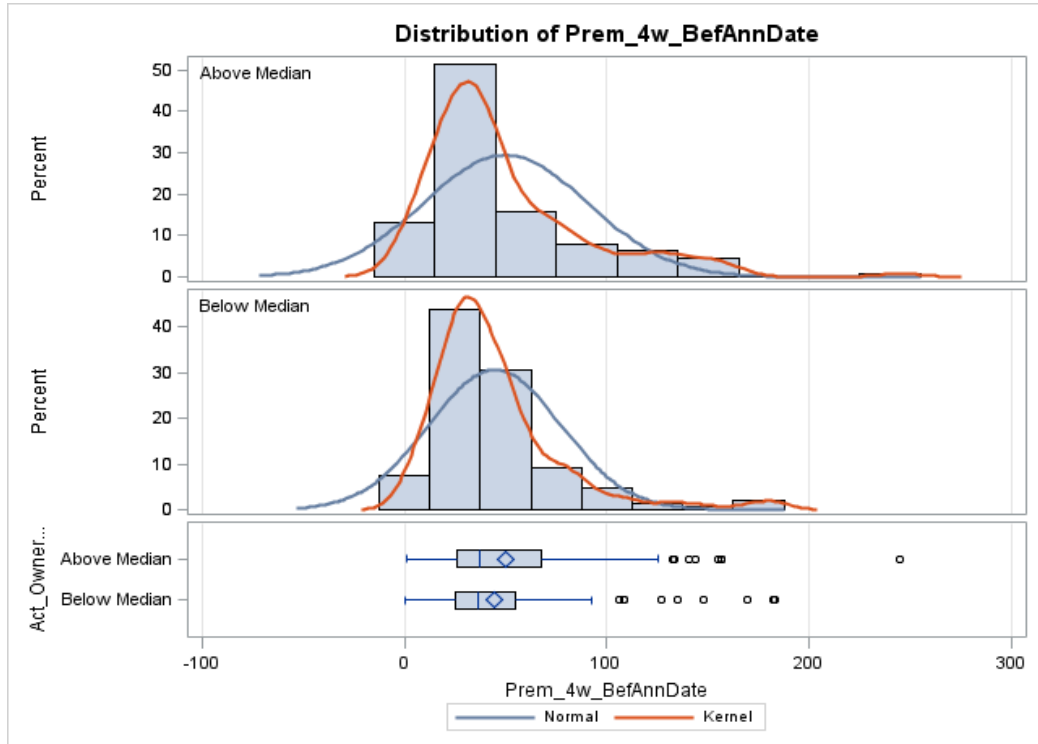 Distribution of Prem_4w_BefAnnDate
Above Median
50
40
30
20
10
0
Percent
Below Median
40
30
20
10
0
Percent
Act_Owner...
Above Median
Below Median
-100 0 100 200 300
Prem_4w_BefAnnDate
Normal Kernel